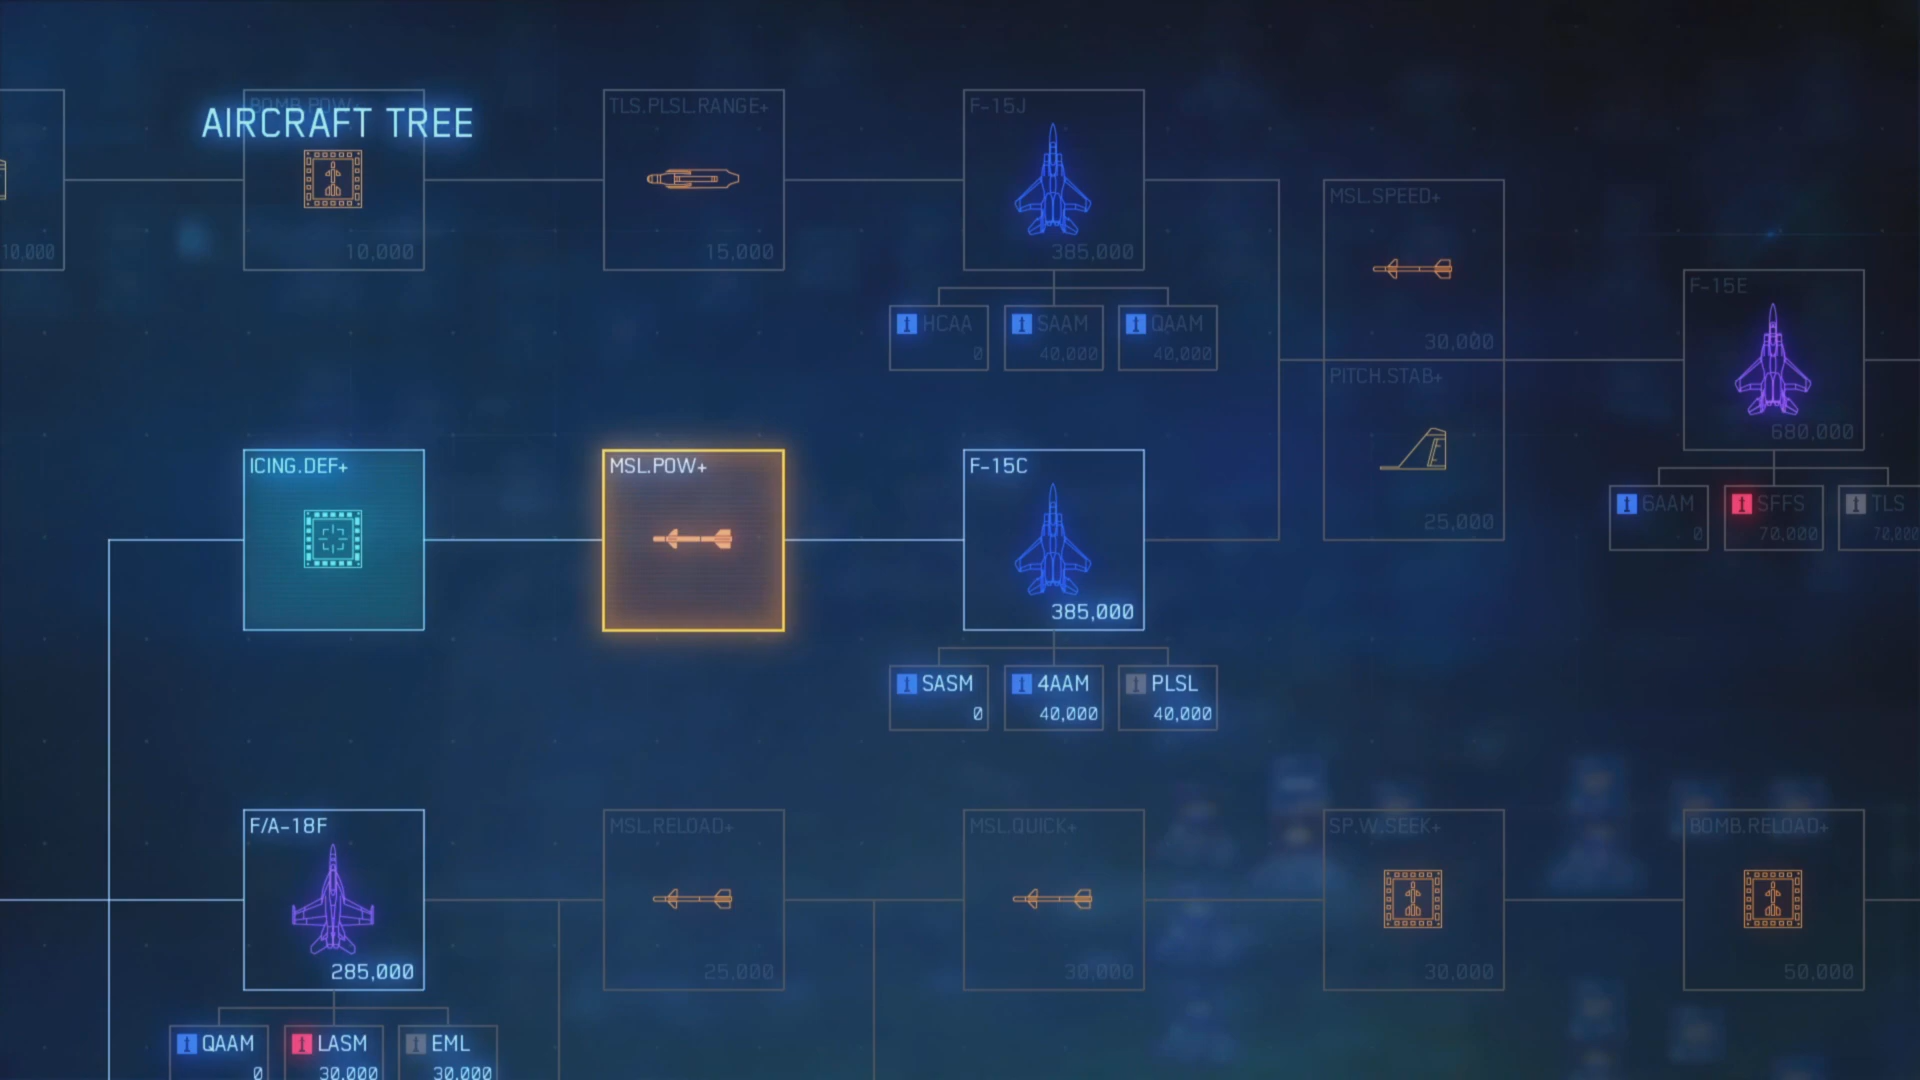 BOMB.POW+
AIRCRAFT TREE
10,000
10,000
TLS.PLSL.RANGE+
15,000
F-15J
385,000
HCAA
0
SAAM
40,000
QAAM
40,000
MSL.SPEED+
30,000
PITCH.STAB+
25,000
F-15E
680,000
6AAM
0
SFFS
70,000
TLS
70,000
ICING.DEF+
MSL.POW+
F-15C
385,000
SASM
0
4AAM
40,000
PLSL
40,000
F/A-18F
285,000
QAAM
0
LASM
30,000
EML
30,000
MSL.RELOAD+
25,000
MSL.QUICK+
30,000
SP.W.SEEK+
30,000
BOMB.RELOAD+
50,000